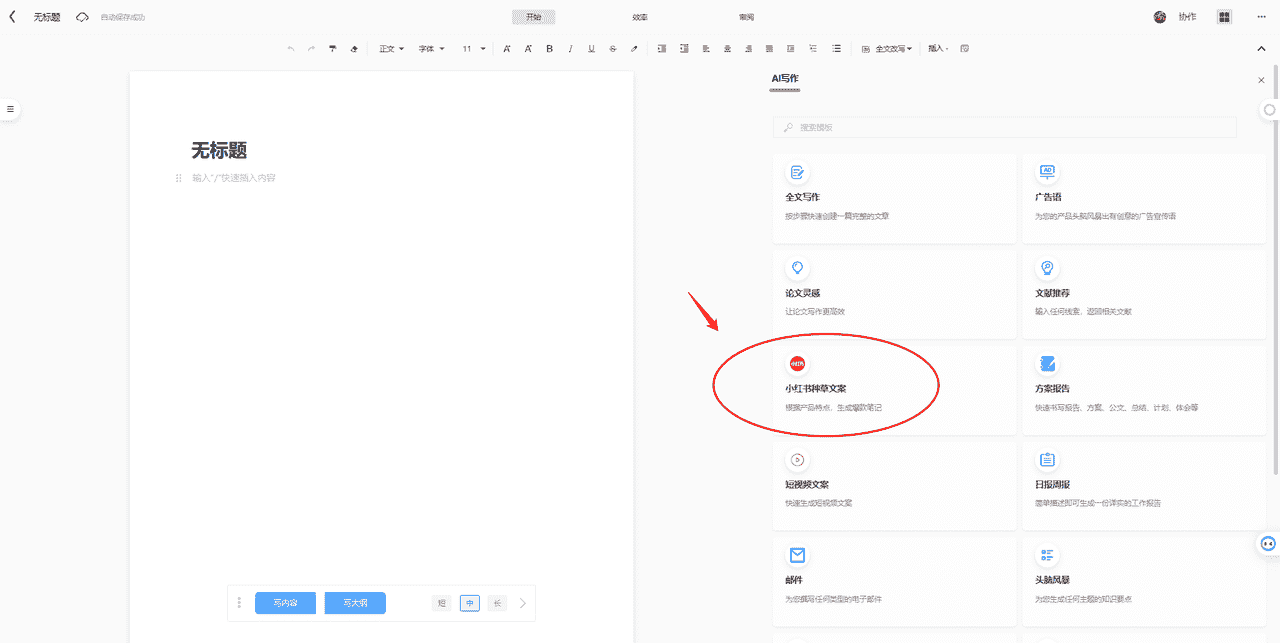 无标题 自动保存成功 开始 效率 审阅 协作
正文 字体 11 B I U S 全文改写 插入
AI写作
搜索模板
无标题
输入"/"快速插入内容
全文写作
按步骤快速创建一篇完整的文章
广告语
为您的产品头脑风暴出有创意的广告宣传语
论文灵感
让论文写作更高效
文献推荐
输入任何线索，返回相关文献
小红书
小红书种草文案
根据产品特点，生成爆款笔记
方案报告
快速书写报告、方案、公文、总结、计划、体会等
短视频文案
快速生成短视频文案
日报周报
简单描述即可生成一份详实的工作报告
邮件
为您撰写任何类型的电子邮件
头脑风暴
为您生成任何主题的知识要点
写内容 写大纲 短 中 长